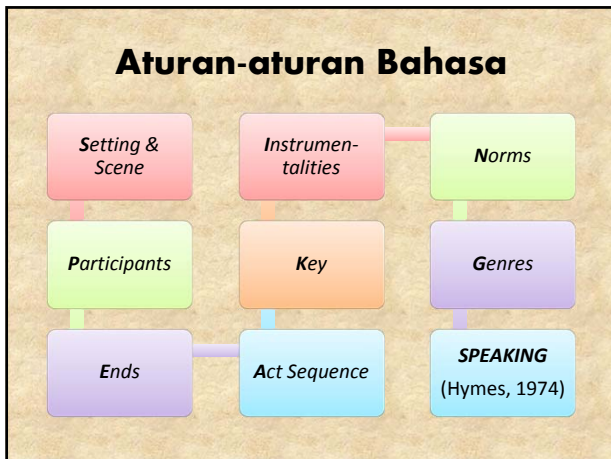 Aturan-aturan Bahasa
Setting &
Scene
Participants
Ends
Act Sequence
Key
Instrumen-
talities
Norms
Genres
SPEAKING
(Hymes, 1974)